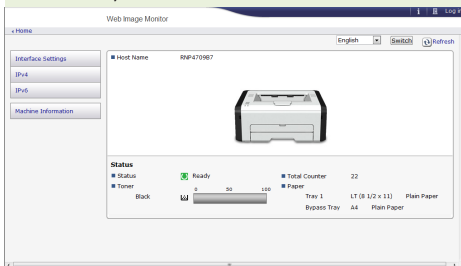 Web Image Monitor
Log in
Home
English Switch Refresh
Interface Settings
IPv4
IPv6
Machine Information
Host Name RNP4709B7
Status
Status Ready
Toner 0 50 100
Black
Total Counter 22
Paper
Tray 1 LT (8 1/2 x 11) Plain Paper
Bypass Tray A4 Plain Paper